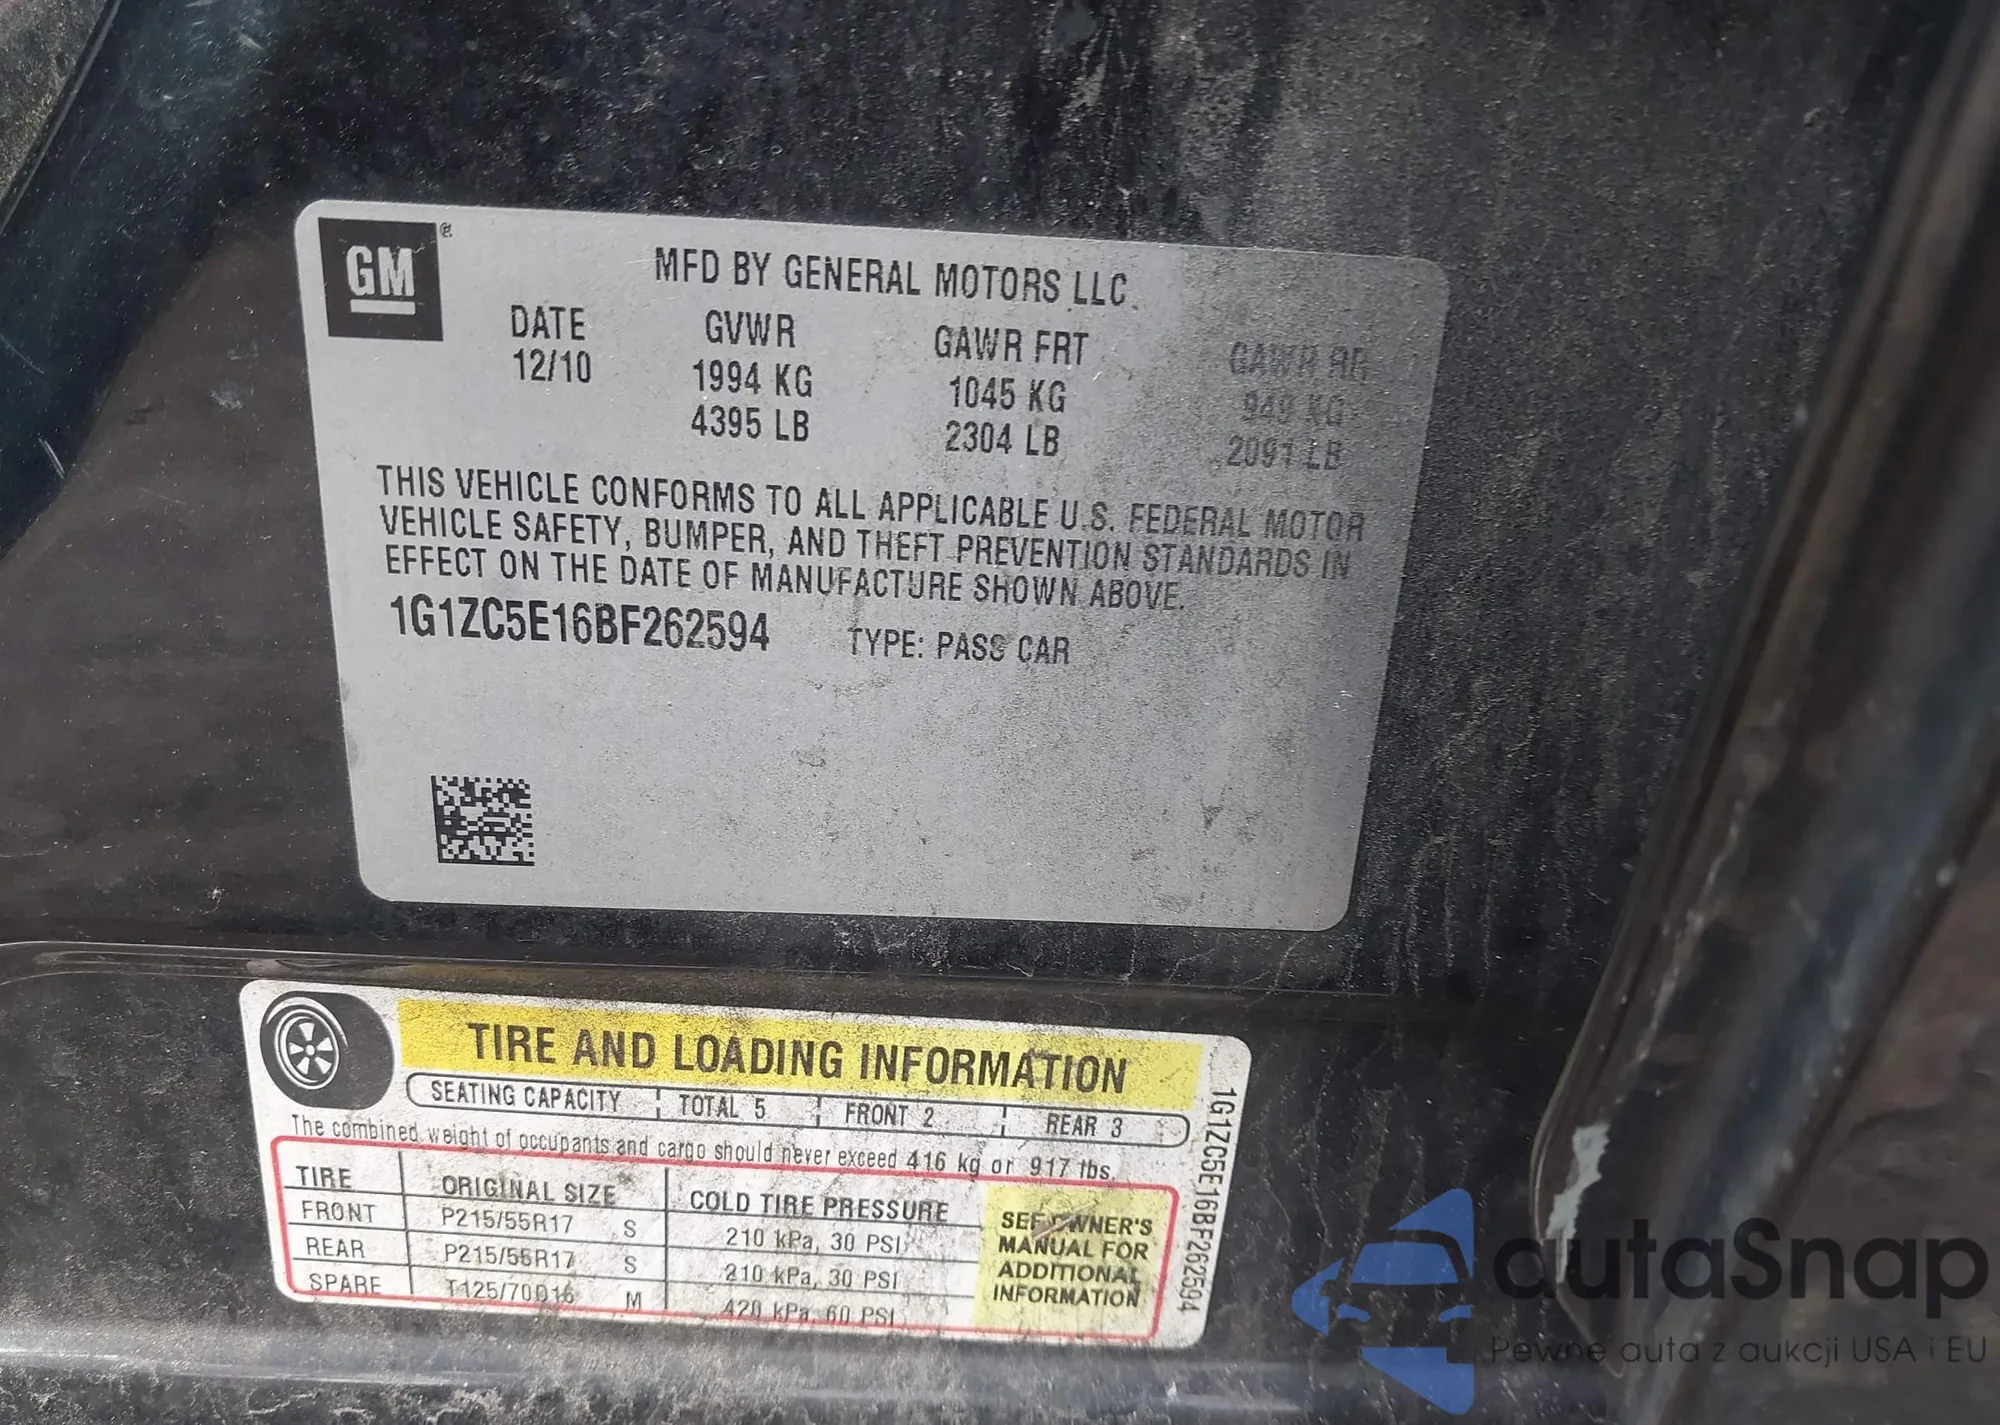 GM
MFD BY GENERAL MOTORS LLC
DATE GVWR GAWR FRT GAWR RR
12/10 1994 KG 1045 KG 949 KG
4395 LB 2304 LB 2091 LB
THIS VEHICLE CONFORMS TO ALL APPLICABLE U.S. FEDERAL MOTOR
VEHICLE SAFETY, BUMPER, AND THEFT PREVENTION STANDARDS IN
EFFECT ON THE DATE OF MANUFACTURE SHOWN ABOVE.
1G1ZC5E16BF262594 TYPE: PASS CAR
TIRE AND LOADING INFORMATION
SEATING CAPACITY TOTAL 5 FRONT 2 REAR 3
The combined weight of occupants and cargo should never exceed 416 kg or 917 lbs.
TIRE ORIGINAL SIZE COLD TIRE PRESSURE
FRONT P215/55R17 S 210 kPa, 30 PSI
REAR P215/55R17 S 210 kPa, 30 PSI
SPARE T125/70D16 M 420 kPa, 60 PSI
SEE OWNER'S
MANUAL FOR
ADDITIONAL
INFORMATION
1G1ZC5E16BF262594
autaSnap
Pewne auta z aukcji USA i EU